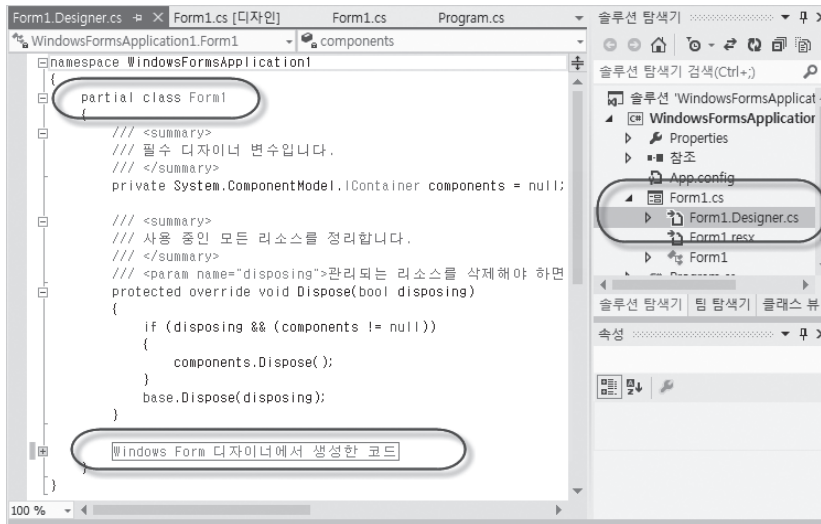 Form1.Designer.cs
Form1.cs [디자인]
Form1.cs
Program.cs
WindowsFormsApplication1.Form1
components
namespace WindowsFormsApplication1
{
partial class Form1
{
/// <summary>
/// 필수 디자이너 변수입니다.
/// </summary>
private System.ComponentModel.IContainer components = null;
/// <summary>
/// 사용 중인 모든 리소스를 정리합니다.
/// </summary>
/// <param name="disposing">관리되는 리소스를 삭제해야 하면
protected override void Dispose(bool disposing)
{
if (disposing && (components != null))
{
components.Dispose();
}
base.Dispose(disposing);
}
Windows Form 디자이너에서 생성한 코드
}
}
100 %
솔루션 탐색기
솔루션 탐색기 검색(Ctrl+;)
솔루션 'WindowsFormsApplicat
WindowsFormsApplication
Properties
참조
App.config
Form1.cs
Form1.Designer.cs
Form1.resx
Form1
Program.cs
솔루션 탐색기 팀 탐색기 클래스 뷰
속성